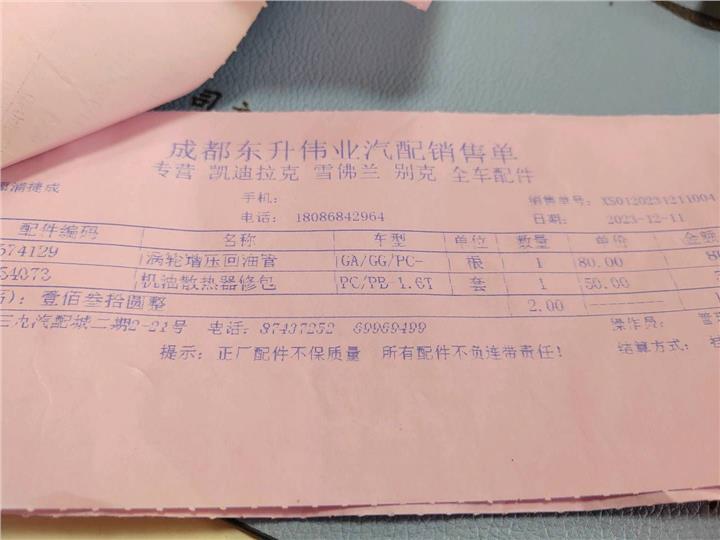 成都东升伟业汽配销售单
专营 凯迪拉克 雪佛兰 别克 全车配件
浦捷成
手机: 销售单号: XS0120231211004
电话: 18086842964 日期: 2023-12-11
配件编码 名称 车型 单位 数量 单价 金额
574129 涡轮增压回油管 GA/GG/PC- 根 1 80.00
54073 机油散热器修包 PC/PB-1.6T 套 1 50.00
壹佰叁拾圆整 2.00
三九汽配城二期2-21号 电话: 87437252 69969499 操作员:
提示: 正厂配件不保质量 所有配件不负连带责任! 结算方式: